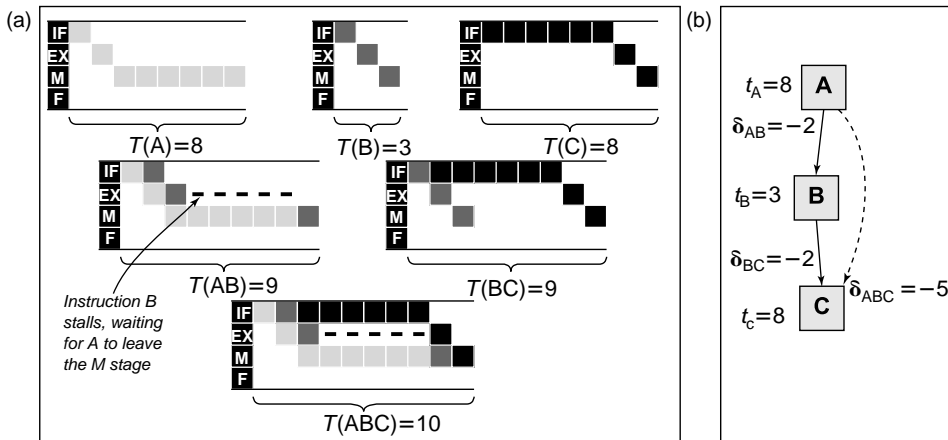 (a)
IF
EX
M
F
T(A)=8
IF
EX
M
F
T(B)=3
IF
EX
M
F
T(C)=8
IF
EX
M
F
T(AB)=9
Instruction B
stalls, waiting
for A to leave
the M stage
IF
EX
M
F
T(BC)=9
IF
EX
M
F
T(ABC)=10
(b)
tA=8 A
δAB=−2
tB=3 B
δBC=−2
δABC=−5
tc=8 C